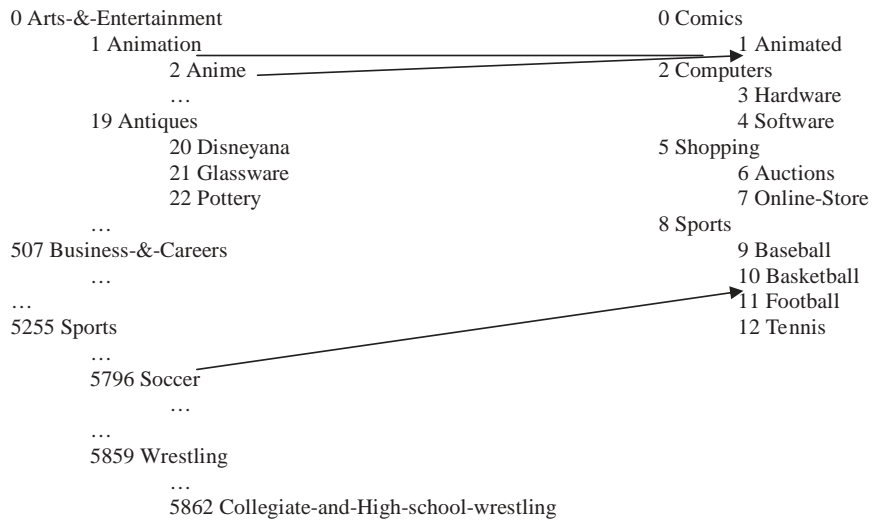 0 Arts-&-Entertainment
1 Animation
2 Anime
…
19 Antiques
20 Disneyana
21 Glassware
22 Pottery
…
507 Business-&-Careers
…
…
5255 Sports
…
5796 Soccer
…
…
5859 Wrestling
…
5862 Collegiate-and-High-school-wrestling
0 Comics
1 Animated
2 Computers
3 Hardware
4 Software
5 Shopping
6 Auctions
7 Online-Store
8 Sports
9 Baseball
10 Basketball
11 Football
12 Tennis